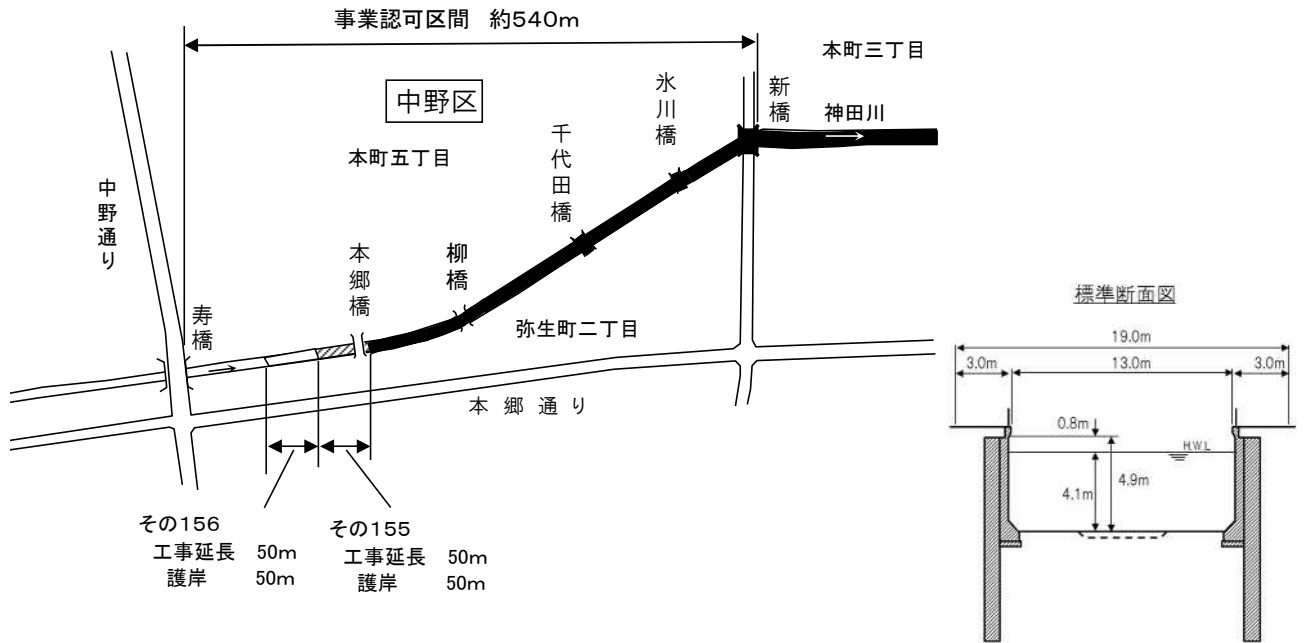 事業認可区間 約540m
本町三丁目
中野区
氷川橋
新橋
神田川
千代田橋
本町五丁目
中野通り
本郷橋
柳橋
寿橋
弥生町二丁目
本郷通り
その156
工事延長 50m
護岸 50m
その155
工事延長 50m
護岸 50m
標準断面図
19.0m
3.0m
13.0m
3.0m
0.8m
H.W.L
4.1m
4.9m